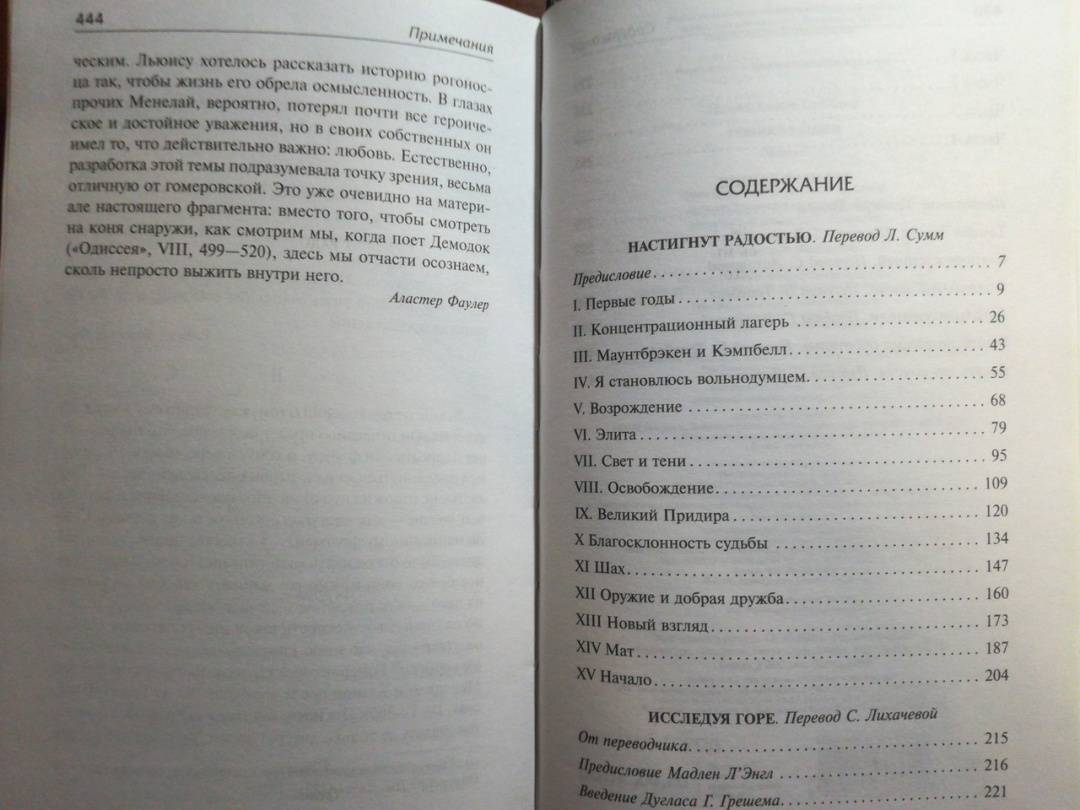 444
Примечания
ческим. Льюису хотелось рассказать историю рогонос-
ца так, чтобы жизнь его обрела осмысленность. В глазах
прочих Менелай, вероятно, потерял почти все героиче-
ское и достойное уважения, но в своих собственных он
имел то, что действительно важно: любовь. Естественно,
разработка этой темы подразумевала точку зрения, весьма
отличную от гомеровской. Это уже очевидно на матери-
але настоящего фрагмента: вместо того, чтобы смотреть
на коня снаружи, как смотрим мы, когда поет Демодок
(«Одиссея», VIII, 499—520), здесь мы отчасти осознаем,
сколь непросто выжить внутри него.
Аластер Фаулер
СОДЕРЖАНИЕ
НАСТИГНУТ РАДОСТЬЮ. Перевод Л. Сумм
Предисловие 7
I. Первые годы 9
II. Концентрационный лагерь 26
III. Маунтбрэкен и Кэмпбелл 43
IV. Я становлюсь вольнодумцем 55
V. Возрождение 68
VI. Элита 79
VII. Свет и тени 95
VIII. Освобождение 109
IX. Великий Придира 120
X Благосклонность судьбы 134
XI Шах 147
XII Оружие и добрая дружба 160
XIII Новый взгляд 173
XIV Мат 187
XV Начало 204
ИССЛЕДУЯ ГОРЕ. Перевод С. Лихачевой
От переводчика 215
Предисловие Мадлен Л'Энгл 216
Введение Дугласа Г. Грешема 221